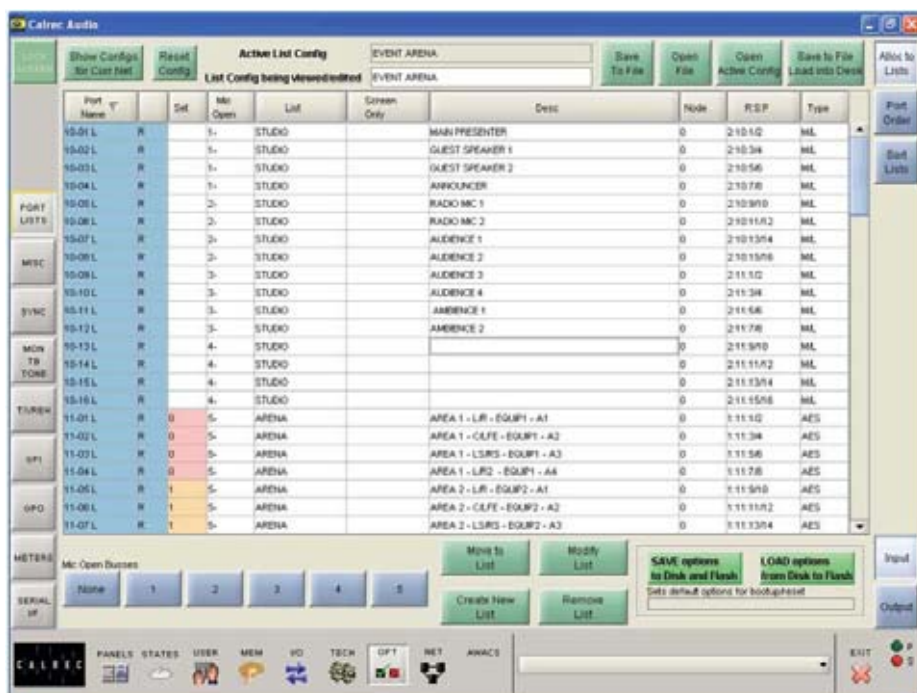 Calrec Audio
Show Configs for Curr Net
Reset Config
Active List Config
EVENT ARENA
List Config being viewed/edited
EVENT ARENA
Save To File
Open File
Open Active Config
Save to File Load into Desk
Alloc to Lists
Port Order
Port Name Set Mic Open List Screen Only Desc Node R:S:P Type
10-01 L R 1- STUDIO MAIN PRESENTER 0 2:10:1/2 M/L
10-02 L R 1- STUDIO GUEST SPEAKER 1 0 2:10:3/4 M/L
10-03 L R 1- STUDIO GUEST SPEAKER 2 0 2:10:5/6 M/L
10-04 L R 1- STUDIO ANNOUNCER 0 2:10:7/8 M/L
10-05 L R 2- STUDIO RADIO MIC 1 0 2:10:9/10 M/L
10-06 L R 2- STUDIO RADIO MIC 2 0 2:10:11/12 M/L
10-07 L R 2- STUDIO AUDIENCE 1 0 2:10:13/14 M/L
10-08 L R 2- STUDIO AUDIENCE 2 0 2:10:15/16 M/L
10-09 L R 3- STUDIO AUDIENCE 3 0 2:11:1/2 M/L
10-10 L R 3- STUDIO AUDIENCE 4 0 2:11:3/4 M/L
10-11 L R 3- STUDIO AMBIENCE 1 0 2:11:5/6 M/L
10-12 L R 3- STUDIO AMBIENCE 2 0 2:11:7/8 M/L
10-13 L R 4- STUDIO 0 2:11:9/10 M/L
10-14 L R 4- STUDIO 0 2:11:11/12 M/L
10-15 L R 4- STUDIO 0 2:11:13/14 M/L
10-16 L R 4- STUDIO 0 2:11:15/16 M/L
11-01 L R 0 5- ARENA AREA 1 - L/R - EQUIP1 - A1 0 1:11:1/2 AES
11-02 L R 0 5- ARENA AREA 1 - C/LFE - EQUIP1 - A2 0 1:11:3/4 AES
11-03 L R 0 5- ARENA AREA 1 - LS/RS - EQUIP1 - A3 0 1:11:5/6 AES
11-04 L R 0 5- ARENA AREA 1 - L/R2 - EQUIP1 - A4 0 1:11:7/8 AES
11-05 L R 1 5- ARENA AREA 2 - L/R - EQUIP2 - A1 0 1:11:9/10 AES
11-06 L R 1 5- ARENA AREA 2 - C/LFE - EQUIP2 - A2 0 1:11:11/12 AES
11-07 L R 1 5- ARENA AREA 2 - LS/RS - EQUIP2 - A3 0 1:11:13/14 AES
PORT LISTS
MISC
SYNC
MON TB TONE
GPI
GPO
METERS
SERIAL I/F
Mic Open Busses
None 1 2 3 4 5
Move to List
Modify List
Create New List
Remove List
SAVE options to Disk and Flash
LOAD options from Disk to Flash
Sets default options for bootup/reset
Input
Output
CALREC
PANELS STATES USER MEM I/O TECH OPT NET AWACS
EXIT
P
S